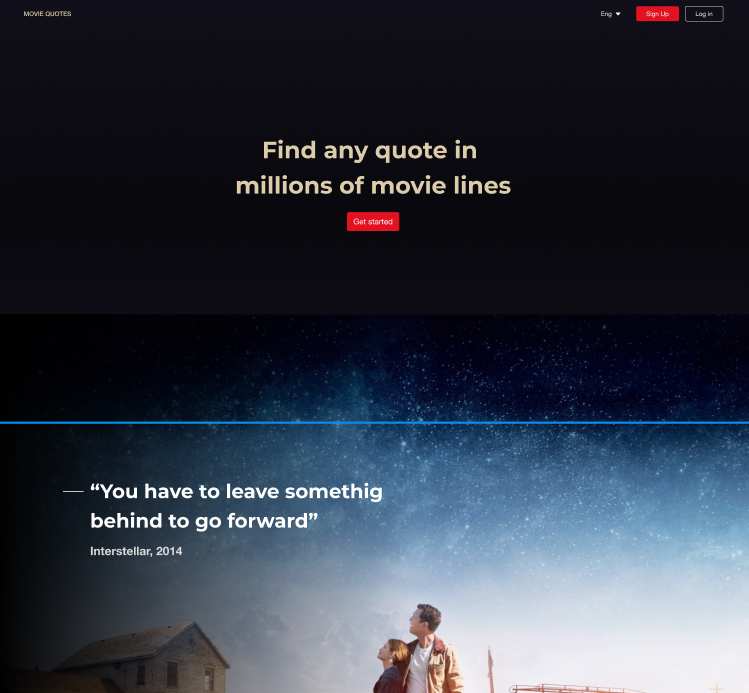 MOVIE QUOTES
Eng
Sign Up
Log in
Find any quote in
millions of movie lines
Get started
“You have to leave somethig
behind to go forward”
Interstellar, 2014